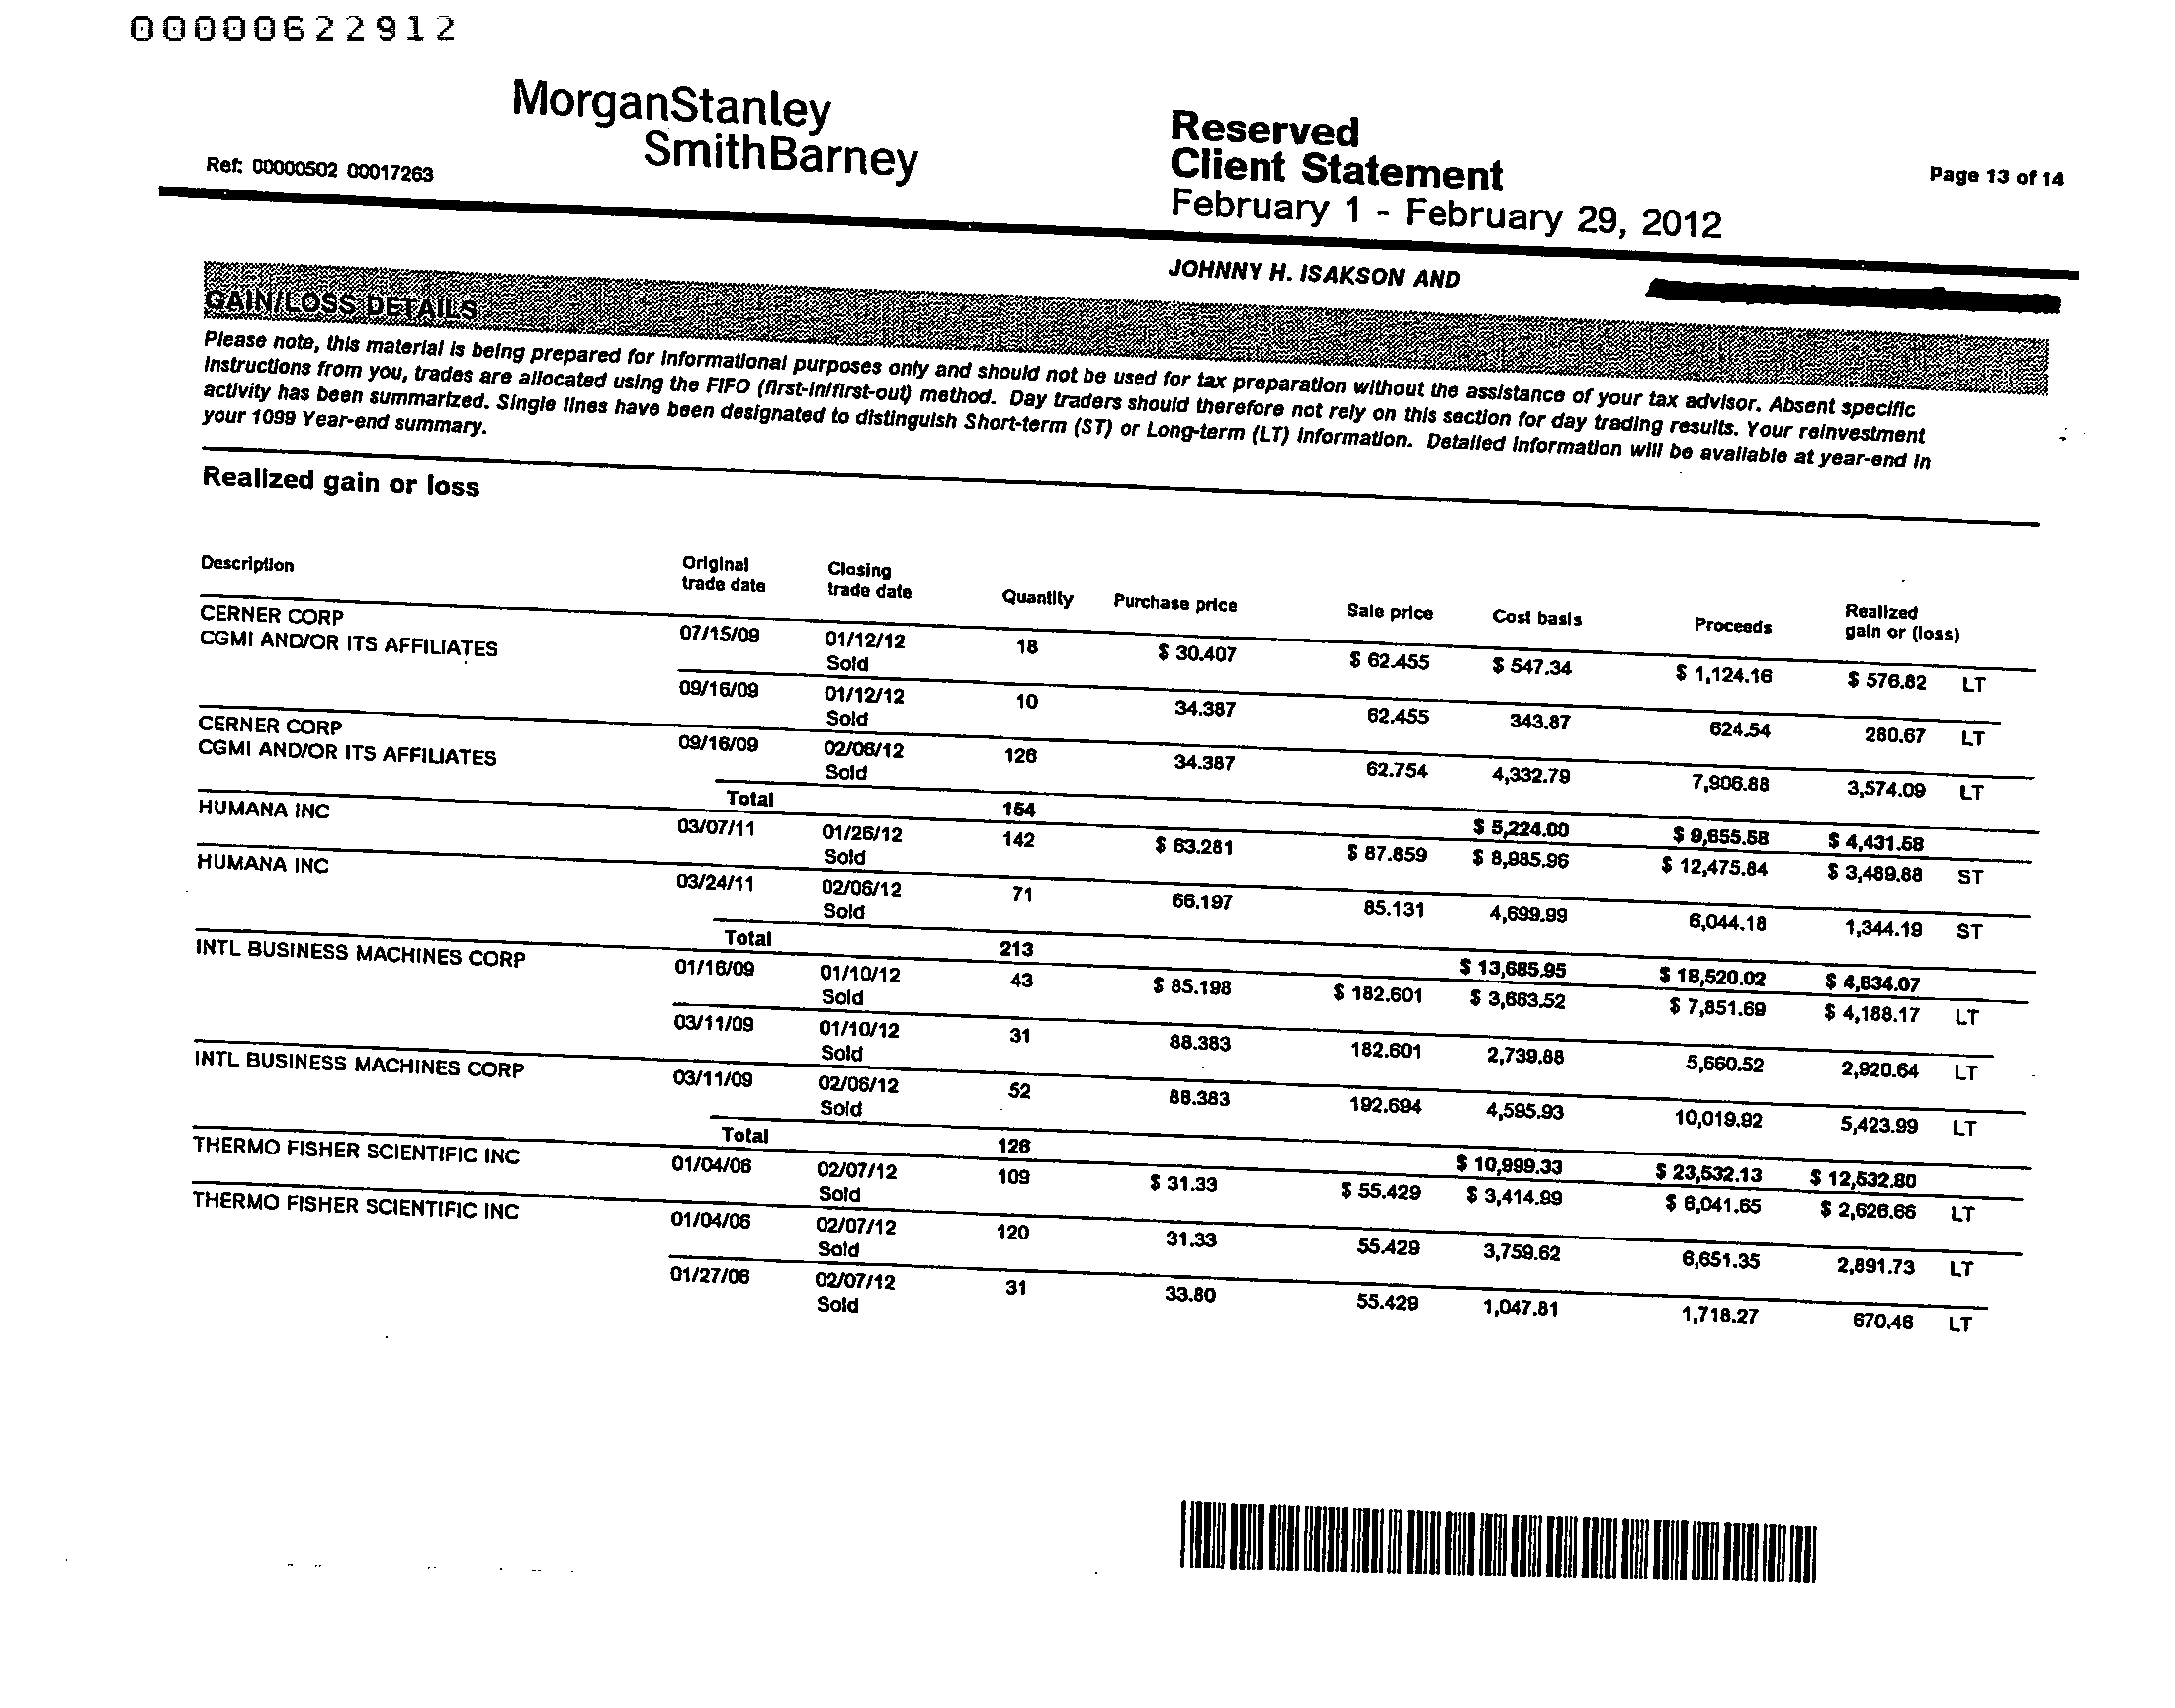 00000622912
MorganStanley
SmithBarney
Ref: 00000502 00017263
Reserved
Client Statement
February 1 - February 29, 2012
Page 13 of 14
JOHNNY H. ISAKSON AND
GAIN/LOSS DETAILS
Please note, this material is being prepared for informational purposes only and should not be used for tax preparation without the assistance of your tax advisor. Absent specific
instructions from you, trades are allocated using the FIFO (first-in/first-out) method. Day traders should therefore not rely on this section for day trading results. Your reinvestment
activity has been summarized. Single lines have been designated to distinguish Short-term (ST) or Long-term (LT) information. Detailed information will be available at year-end in
your 1099 Year-end summary.
Realized gain or loss
Description Original trade date Closing trade date Quantity Purchase price Sale price Cost basis Proceeds Realized gain or (loss)
CERNER CORP 07/15/09 01/12/12 18 $ 30.407 $ 62.455 $ 547.34 $ 1,124.16 $ 576.82 LT
CGMI AND/OR ITS AFFILIATES Sold
09/16/09 01/12/12 10 34.387 62.455 343.87 624.54 280.67 LT
Sold
CERNER CORP 09/16/09 02/06/12 126 34.387 62.754 4,332.79 7,906.88 3,574.09 LT
CGMI AND/OR ITS AFFILIATES Sold
Total 154 $ 5,224.00 $ 9,655.58 $ 4,431.58
HUMANA INC 03/07/11 01/26/12 142 $ 63.281 $ 87.859 $ 8,985.96 $ 12,475.84 $ 3,489.88 ST
Sold
HUMANA INC 03/24/11 02/06/12 71 66.197 85.131 4,699.99 6,044.18 1,344.19 ST
Sold
Total 213 $ 13,685.95 $ 18,520.02 $ 4,834.07
INTL BUSINESS MACHINES CORP 01/16/09 01/10/12 43 $ 85.198 $ 182.601 $ 3,663.52 $ 7,851.69 $ 4,188.17 LT
Sold
03/11/09 01/10/12 31 88.383 182.601 2,739.88 5,660.52 2,920.64 LT
Sold
INTL BUSINESS MACHINES CORP 03/11/09 02/06/12 52 88.383 192.694 4,595.93 10,019.92 5,423.99 LT
Sold
Total 126 $ 10,999.33 $ 23,532.13 $ 12,532.80
THERMO FISHER SCIENTIFIC INC 01/04/06 02/07/12 109 $ 31.33 $ 55.429 $ 3,414.99 $ 6,041.65 $ 2,626.66 LT
Sold
THERMO FISHER SCIENTIFIC INC 01/04/06 02/07/12 120 31.33 55.429 3,759.62 6,651.35 2,891.73 LT
Sold
01/27/06 02/07/12 31 33.80 55.429 1,047.81 1,718.27 670.46 LT
Sold